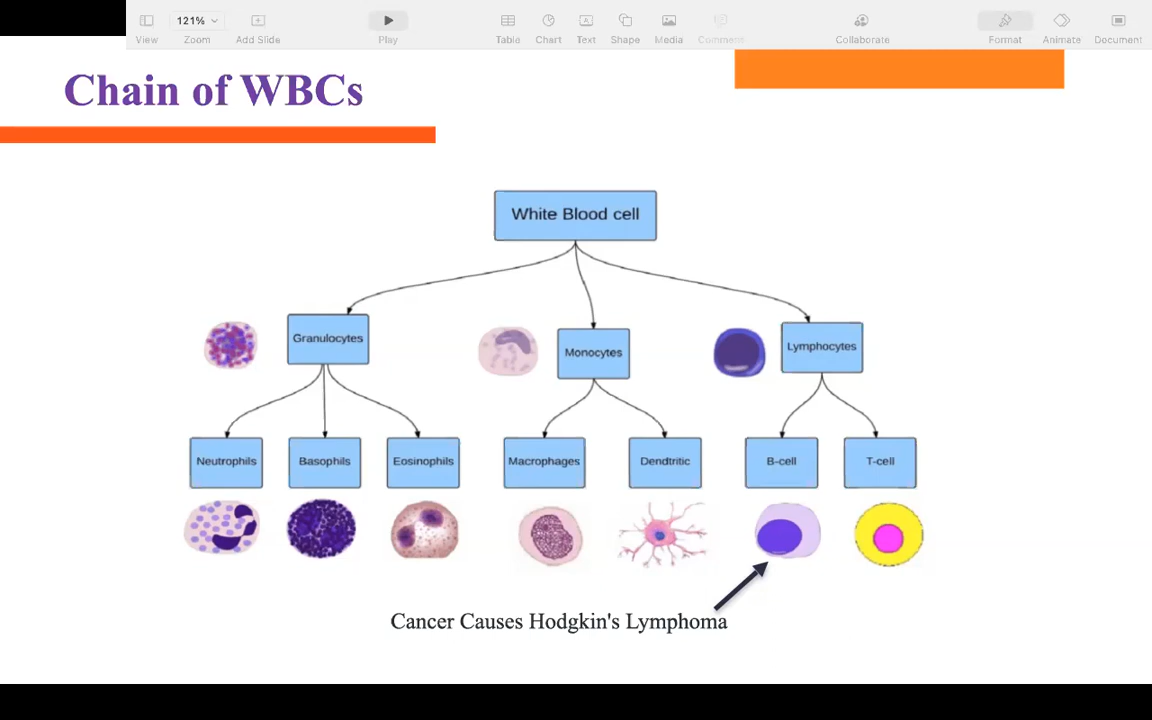 121%
View
Zoom
Add Slide
Play
Table
Chart
Text
Shape
Media
Comment
Collaborate
Format
Animate
Document
Chain of WBCs
White Blood cell
Granulocytes
Monocytes
Lymphocytes
Neutrophils
Basophils
Eosinophils
Macrophages
Dendtritic
B-cell
T-cell
Cancer Causes Hodgkin's Lymphoma